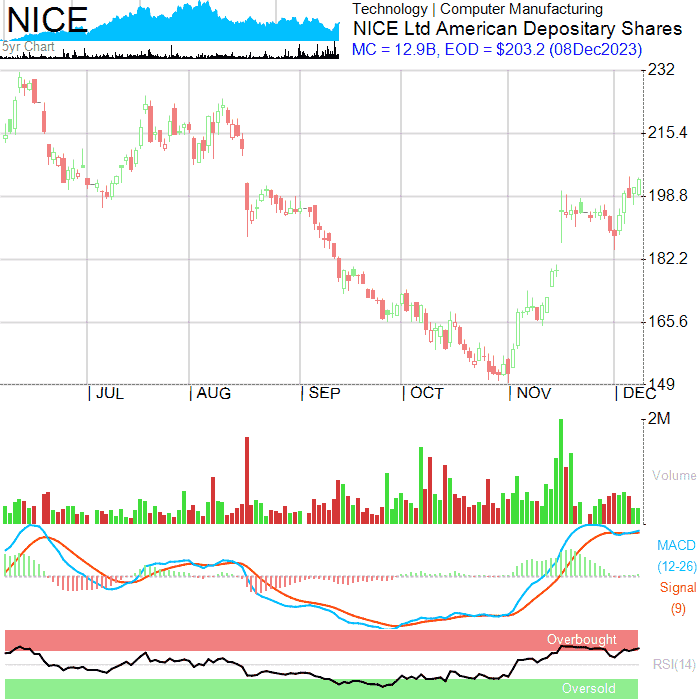 NICE
5yr Chart
Technology | Computer Manufacturing
NICE Ltd American Depositary Shares
MC = 12.9B, EOD = $203.2 (08Dec2023)
232
215.4
198.8
182.2
165.6
149
JUL AUG SEP OCT NOV DEC
2M
Volume
MACD
(12-26)
Signal
(9)
Overbought
RSI(14)
Oversold